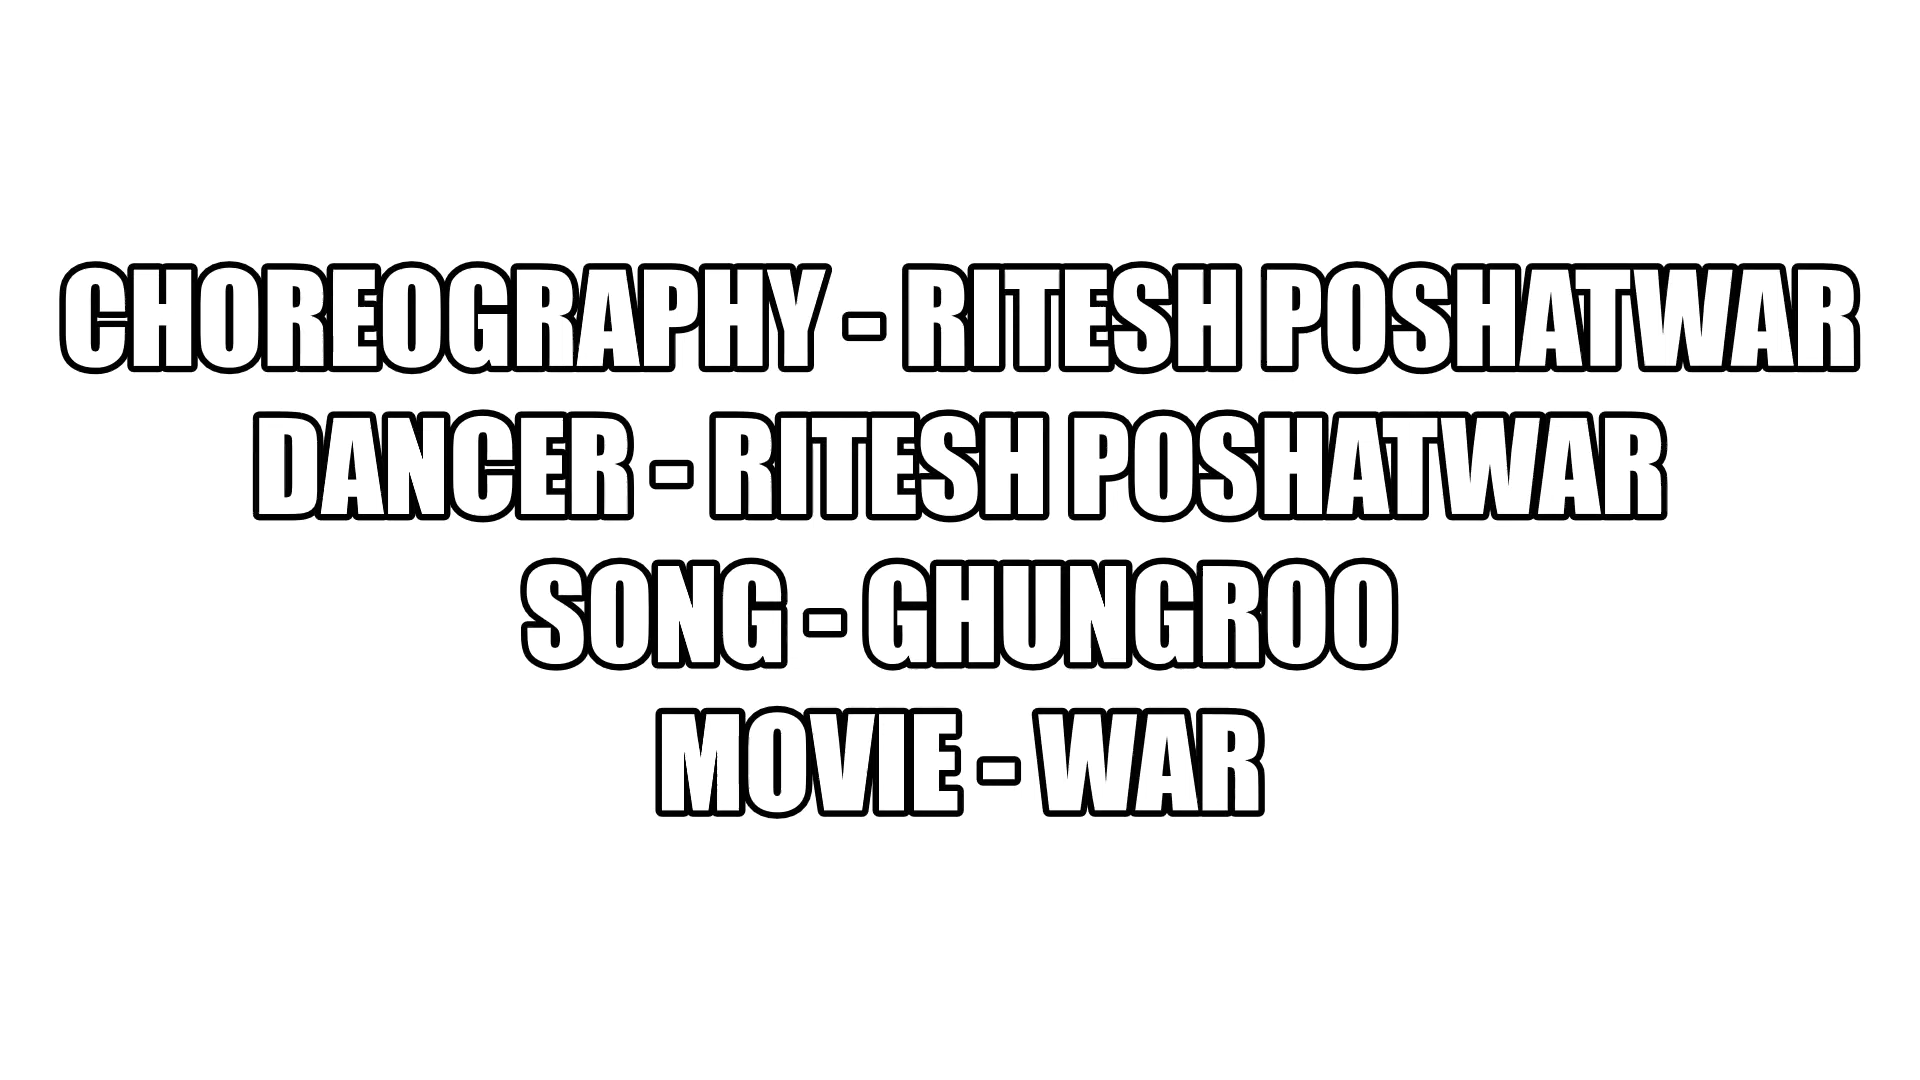 CHOREOGRAPHY - RITESH POSHATWAR
DANCER - RITESH POSHATWAR
SONG - GHUNGROO
MOVIE - WAR